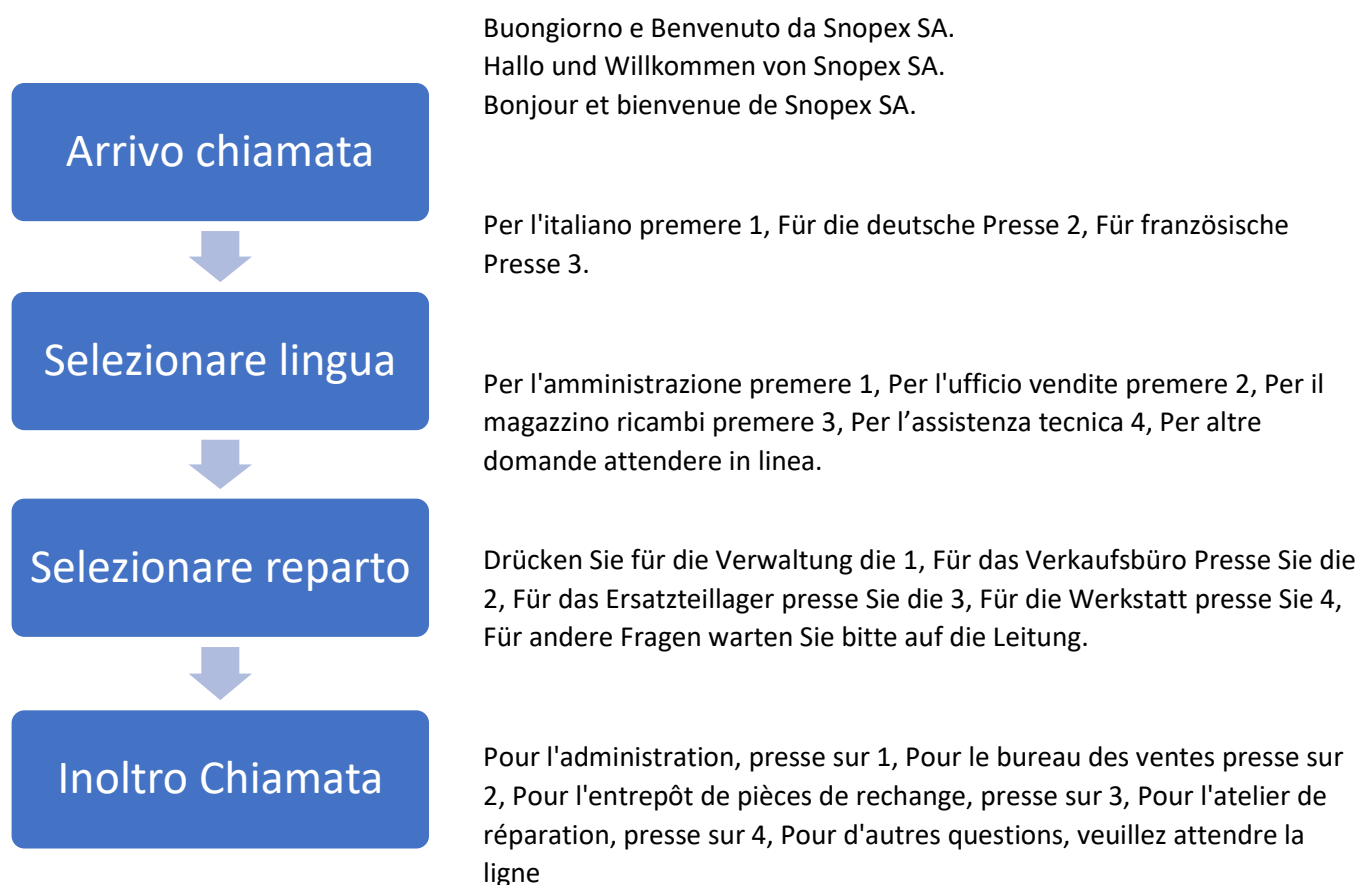 Buongiorno e Benvenuto da Snopex SA.
Hallo und Willkommen von Snopex SA.
Bonjour et bienvenue de Snopex SA.
Arrivo chiamata
Per l'italiano premere 1, Für die deutsche Presse 2, Für französische
Presse 3.
Selezionare lingua
Per l'amministrazione premere 1, Per l'ufficio vendite premere 2, Per il
magazzino ricambi premere 3, Per l’assistenza tecnica 4, Per altre
domande attendere in linea.
Selezionare reparto
Drücken Sie für die Verwaltung die 1, Für das Verkaufsbüro Presse Sie die
2, Für das Ersatzteillager presse Sie die 3, Für die Werkstatt presse Sie 4,
Für andere Fragen warten Sie bitte auf die Leitung.
Inoltro Chiamata
Pour l'administration, presse sur 1, Pour le bureau des ventes presse sur
2, Pour l'entrepôt de pièces de rechange, presse sur 3, Pour l'atelier de
réparation, presse sur 4, Pour d'autres questions, veuillez attendre la
ligne